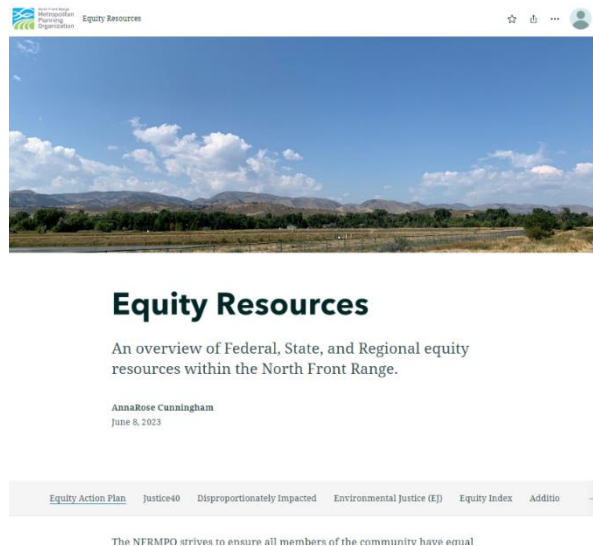 North Front Range
Metropolitan
Planning
Organization
Equity Resources
Equity Resources
An overview of Federal, State, and Regional equity
resources within the North Front Range.
AnnaRose Cunningham
June 8, 2023
Equity Action Plan Justice40 Disproportionately Impacted Environmental Justice (EJ) Equity Index Additio
The NFRMPO strives to ensure all members of the community have equal